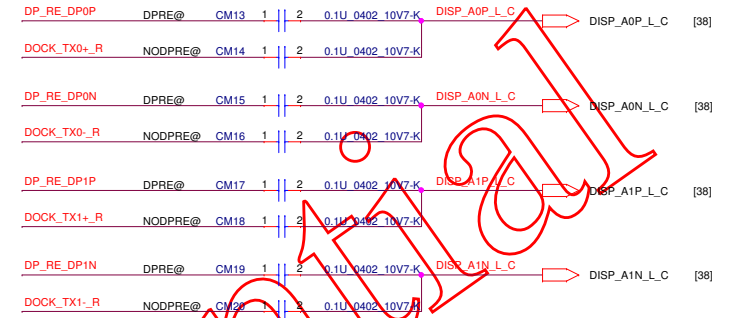 DP_RE_DP0P DPRE@ CM13 1 2 0.1U_0402_10V7-K DISP_A0P_L_C DISP_A0P_L_C [38]
DOCK_TX0+_R NODPRE@ CM14 1 2 0.1U_0402_10V7-K
DP_RE_DP0N DPRE@ CM15 1 2 0.1U_0402_10V7-K DISP_A0N_L_C DISP_A0N_L_C [38]
DOCK_TX0-_R NODPRE@ CM16 1 2 0.1U_0402_10V7-K
DP_RE_DP1P DPRE@ CM17 1 2 0.1U_0402_10V7-K DISP_A1P_L_C DISP_A1P_L_C [38]
DOCK_TX1+_R NODPRE@ CM18 1 2 0.1U_0402_10V7-K
DP_RE_DP1N DPRE@ CM19 1 2 0.1U_0402_10V7-K DISP_A1N_L_C DISP_A1N_L_C [38]
DOCK_TX1-_R NODPRE@ CM20 1 2 0.1U_0402_10V7-K
tial